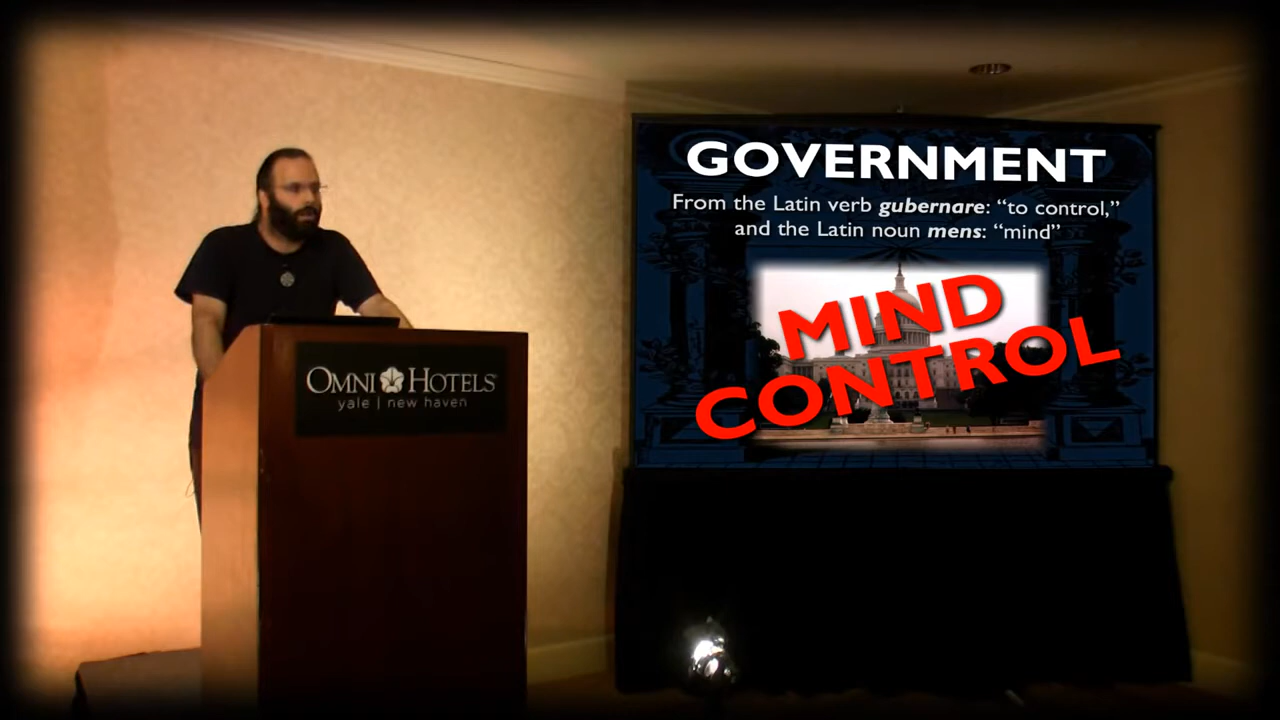 OMNI HOTELS
yale | new haven
GOVERNMENT
From the Latin verb gubernare: “to control,”
and the Latin noun mens: “mind”
MIND
CONTROL